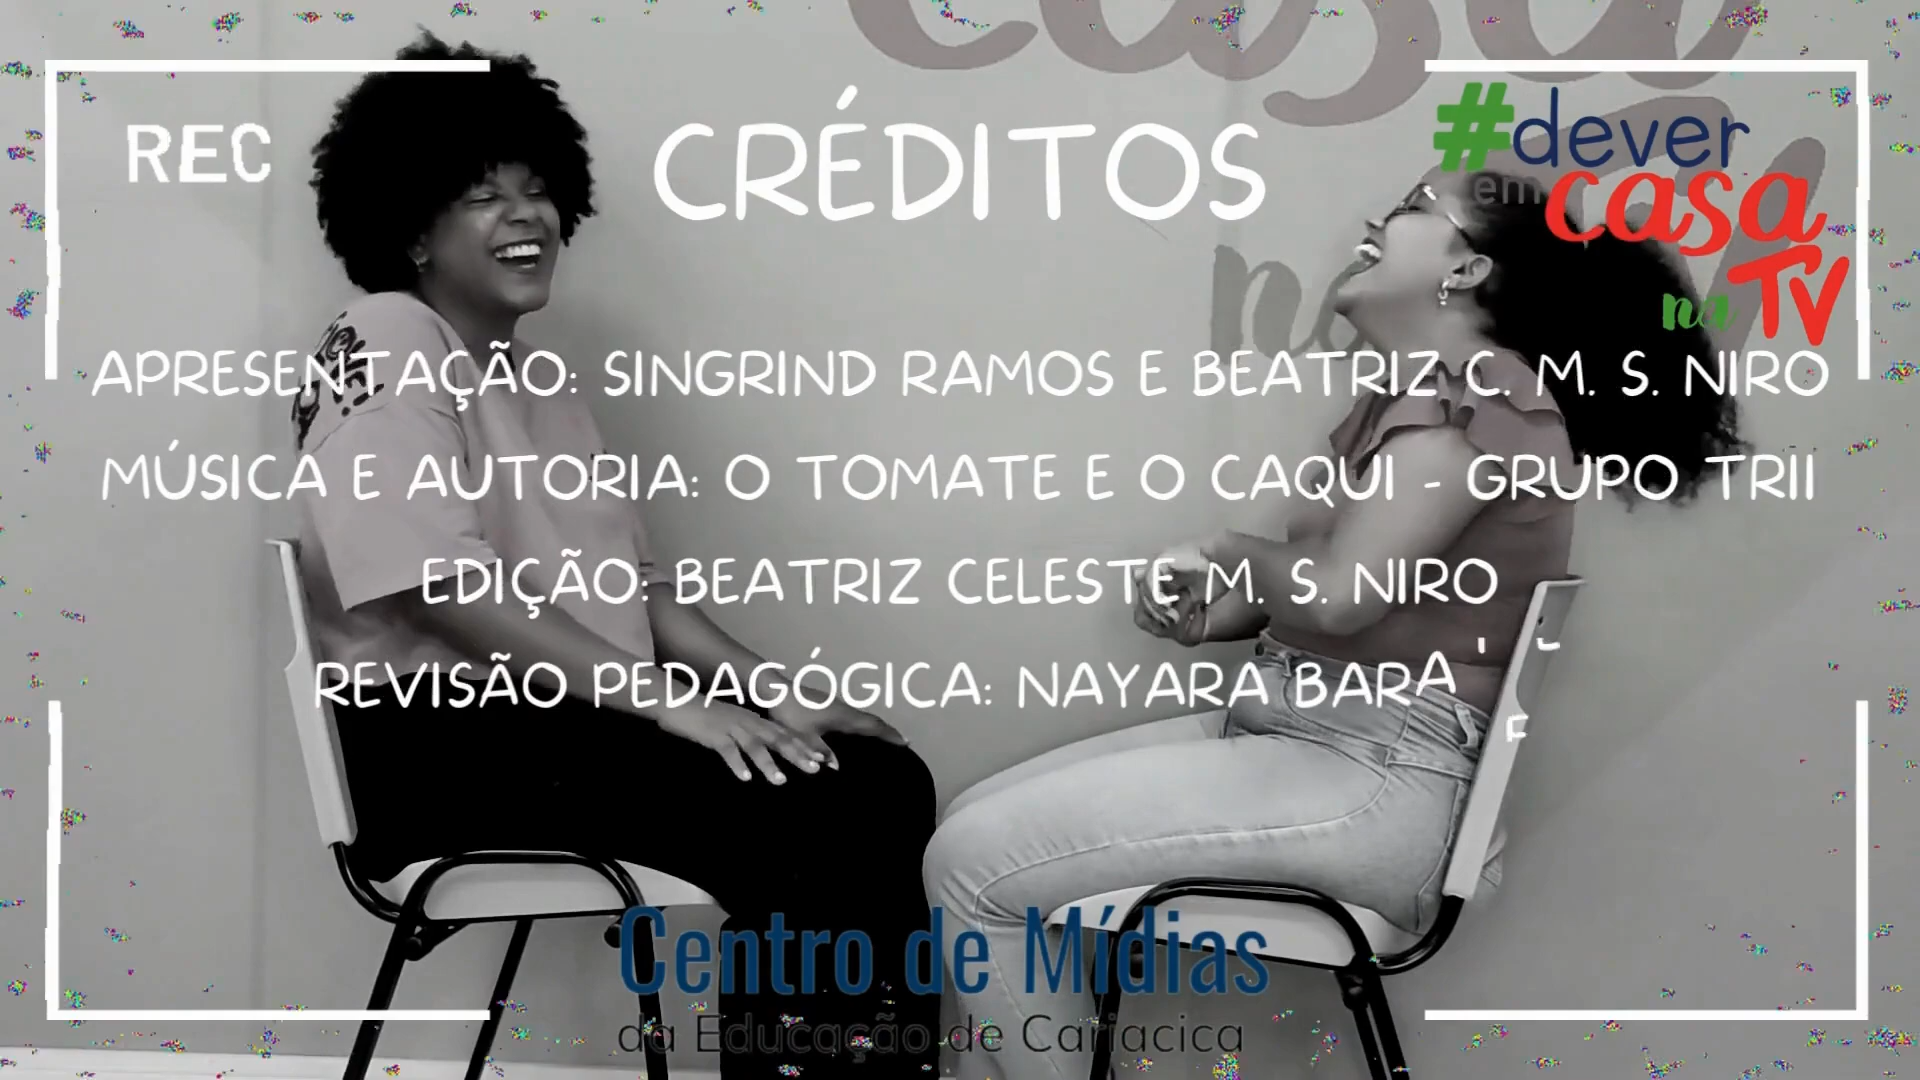 REC
CRÉDITOS
#dever
em casa
na TV
APRESENTAÇÃO: SINGRIND RAMOS E BEATRIZ C. M. S. NIRO
MÚSICA E AUTORIA: O TOMATE E O CAQUI - GRUPO TRII
EDIÇÃO: BEATRIZ CELESTE M. S. NIRO
REVISÃO PEDAGÓGICA: NAYARA
Centro de Mídias
da Educação de Cariacica